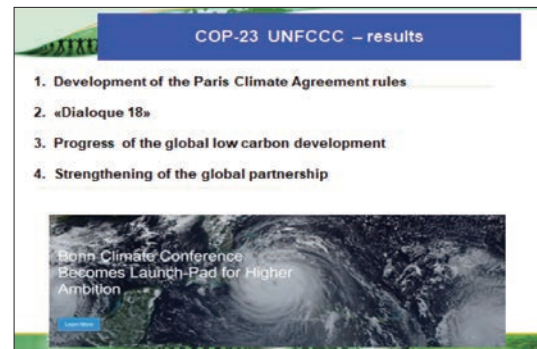 COP-23 UNFCCC – results
1. Development of the Paris Climate Agreement rules
2. «Dialoque 18»
3. Progress of the global low carbon development
4. Strengthening of the global partnership
Bonn Climate Conference
Becomes Launch-Pad for Higher
Ambition
Learn More